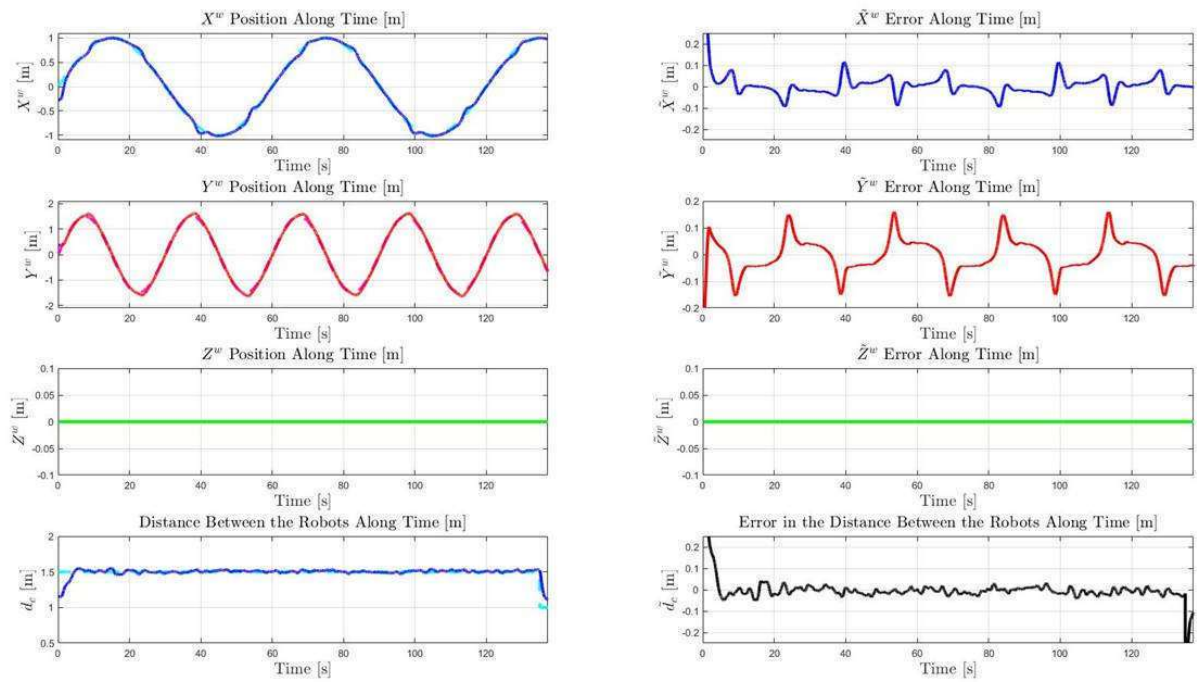 X^w Position Along Time [m]
1
0.5
0
-0.5
-1
X^w [m]
0 20 40 60 80 100 120
Time [s]
X̃^w Error Along Time [m]
0.2
0.1
0
-0.1
-0.2
X̃^w [m]
0 20 40 60 80 100 120
Time [s]
Y^w Position Along Time [m]
2
1
0
-1
-2
Y^w [m]
0 20 40 60 80 100 120
Time [s]
Ỹ^w Error Along Time [m]
0.2
0.1
0
-0.1
-0.2
Ỹ^w [m]
0 20 40 60 80 100 120
Time [s]
Z^w Position Along Time [m]
0.1
0.05
0
-0.05
-0.1
Z^w [m]
0 20 40 60 80 100 120
Time [s]
Z̃^w Error Along Time [m]
0.1
0.05
0
-0.05
-0.1
Z̃^w [m]
0 20 40 60 80 100 120
Time [s]
Distance Between the Robots Along Time [m]
2
1.5
1
0.5
d_c [m]
0 20 40 60 80 100 120
Time [s]
Error in the Distance Between the Robots Along Time [m]
0.2
0.1
0
-0.1
-0.2
d̃_c [m]
0 20 40 60 80 100 120
Time [s]